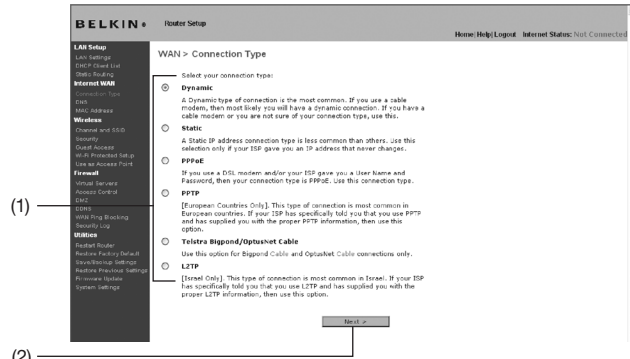 BELKIN
Router Setup
Home|Help|Logout Internet Status: Not Connected
LAN Setup
LAN Settings
DHCP Client List
Static Routing
Internet WAN
Connection Type
DNS
MAC Address
Wireless
Channel and SSID
Security
Guest Access
Wi-Fi Protected Setup
Use as Access Point
Firewall
Virtual Servers
Access Control
DMZ
DDNS
WAN Ping Blocking
Security Log
Utilities
Restart Router
Restore Factory Default
Save/Backup Settings
Restore Previous Settings
Firmware Update
System Settings
WAN > Connection Type
Select your connection type:
Dynamic
A Dynamic type of connection is the most common. If you use a cable
modem, then most likely you will have a dynamic connection. If you have a
cable modem or you are not sure of your connection type, use this.
Static
A Static IP address connection type is less common than others. Use this
selection only if your ISP gave you an IP address that never changes.
PPPoE
If you use a DSL modem and/or your ISP gave you a User Name and
Password, then your connection type is PPPoE. Use this connection type.
PPTP
[European Countries Only]. This type of connection is most common in
European countries. If your ISP has specifically told you that you use PPTP
and has supplied you with the proper PPTP information, then use this
option.
Telstra Bigpond/OptusNet Cable
Use this option for Bigpond Cable and OptusNet Cable connections only.
L2TP
[Israel Only]. This type of connection is most common in Israel. If your ISP
has specifically told you that you use L2TP and has supplied you with the
proper L2TP information, then use this option.
Next >
(1)
(2)